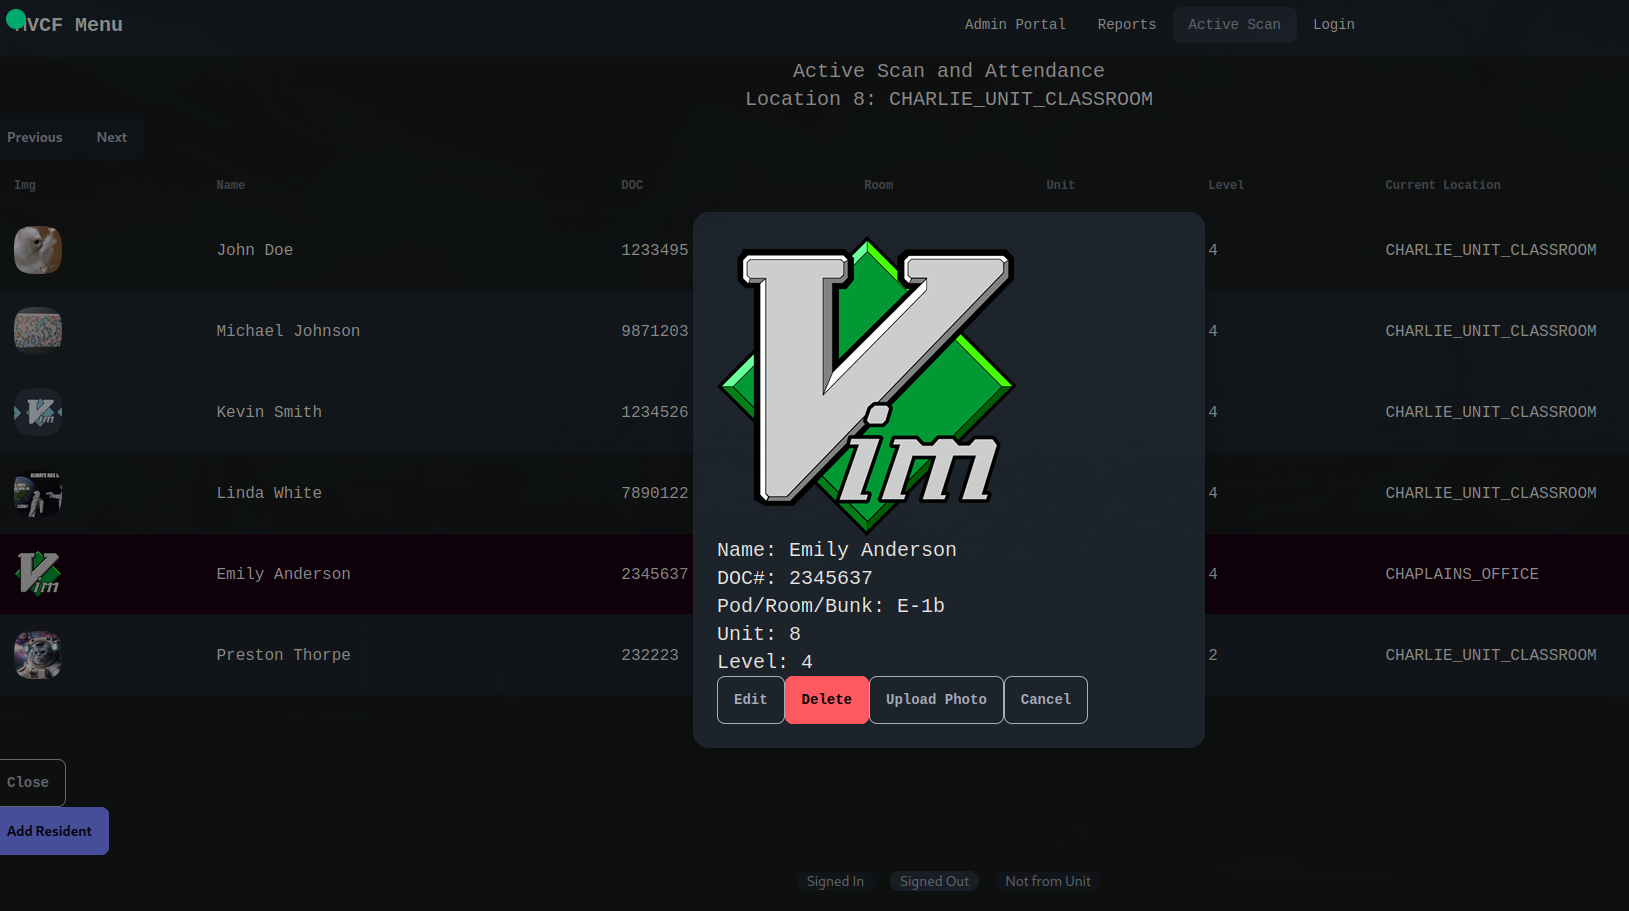 MVCF Menu
Admin Portal Reports Active Scan Login
Active Scan and Attendance
Location 8: CHARLIE_UNIT_CLASSROOM
Previous Next
Img Name DOC Room Unit Level Current Location
John Doe 1233495 4 CHARLIE_UNIT_CLASSROOM
Michael Johnson 9871203 4 CHARLIE_UNIT_CLASSROOM
Vim Kevin Smith 1234526 4 CHARLIE_UNIT_CLASSROOM
Linda White 7890122 4 CHARLIE_UNIT_CLASSROOM
Vim Emily Anderson 2345637 4 CHAPLAINS_OFFICE
Preston Thorpe 232223 2 CHARLIE_UNIT_CLASSROOM
Vim
Name: Emily Anderson
DOC#: 2345637
Pod/Room/Bunk: E-1b
Unit: 8
Level: 4
Edit Delete Upload Photo Cancel
Close
Add Resident
Signed In Signed Out Not from Unit